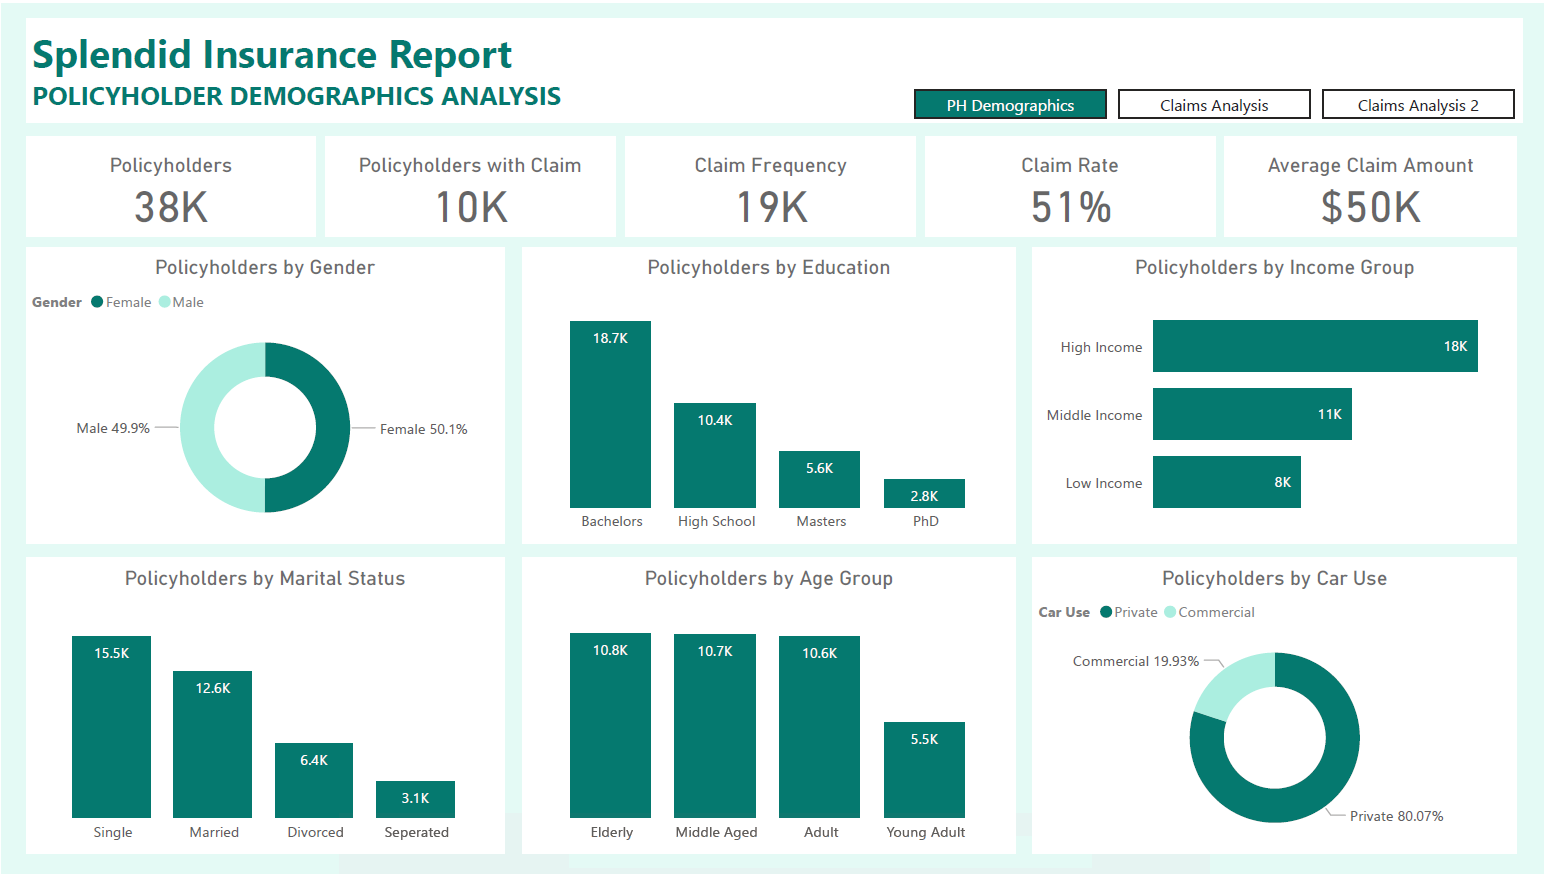 Splendid Insurance Report
POLICYHOLDER DEMOGRAPHICS ANALYSIS
PH Demographics
Claims Analysis
Claims Analysis 2
Policyholders
38K
Policyholders with Claim
10K
Claim Frequency
19K
Claim Rate
51%
Average Claim Amount
$50K
Policyholders by Gender
Gender Female Male
Male 49.9%
Female 50.1%
Policyholders by Education
18.7K
10.4K
5.6K
2.8K
Bachelors High School Masters PhD
Policyholders by Income Group
High Income 18K
Middle Income 11K
Low Income 8K
Policyholders by Marital Status
15.5K
12.6K
6.4K
3.1K
Single Married Divorced Seperated
Policyholders by Age Group
10.8K 10.7K 10.6K
5.5K
Elderly Middle Aged Adult Young Adult
Policyholders by Car Use
Car Use Private Commercial
Commercial 19.93%
Private 80.07%